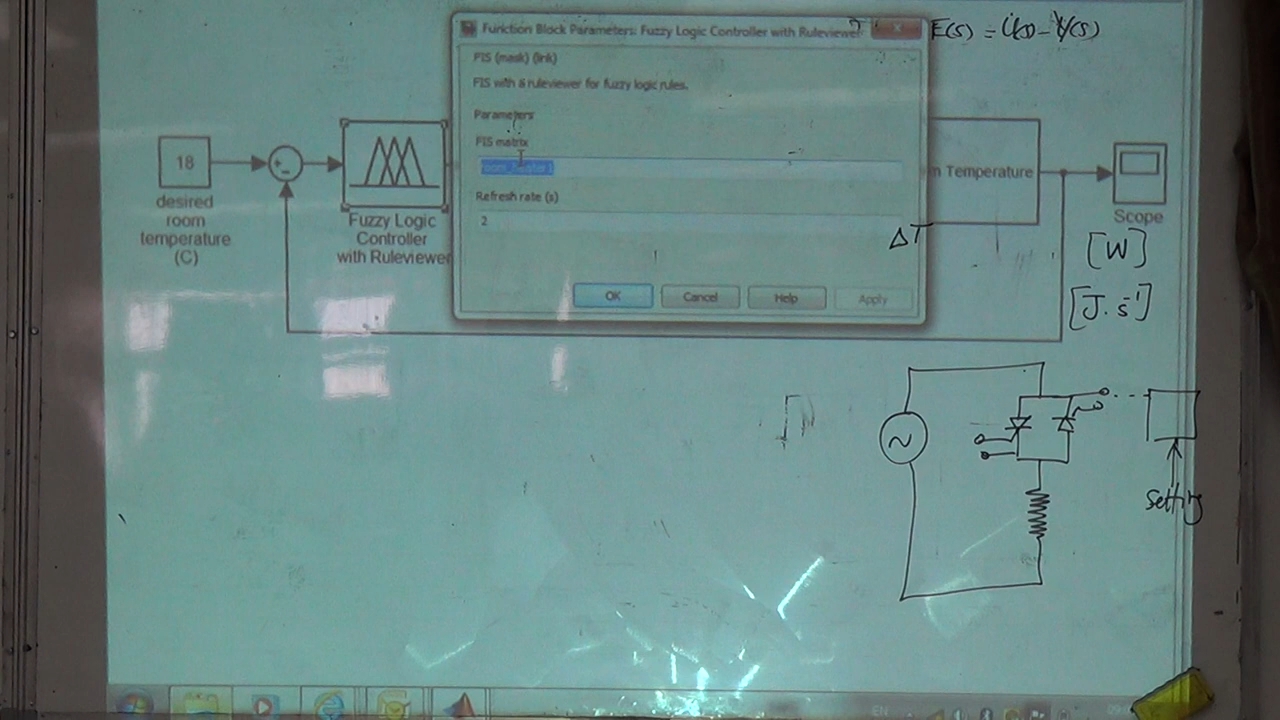 Function Block Parameters: Fuzzy Logic Controller with Ruleviewer
FIS (mask) (link)
FIS with a ruleviewer for fuzzy logic rules.
Parameters
FIS matrix
Refresh rate (s)
2
OK
Cancel
Help
Apply
E(s) = U(s) - Y(s)
18
desired
room
temperature
(C)
+
-
Fuzzy Logic
Controller
with Ruleviewer
Temperature
Scope
ΔT
[W]
[J·s⁻¹]
~
Setting
EN